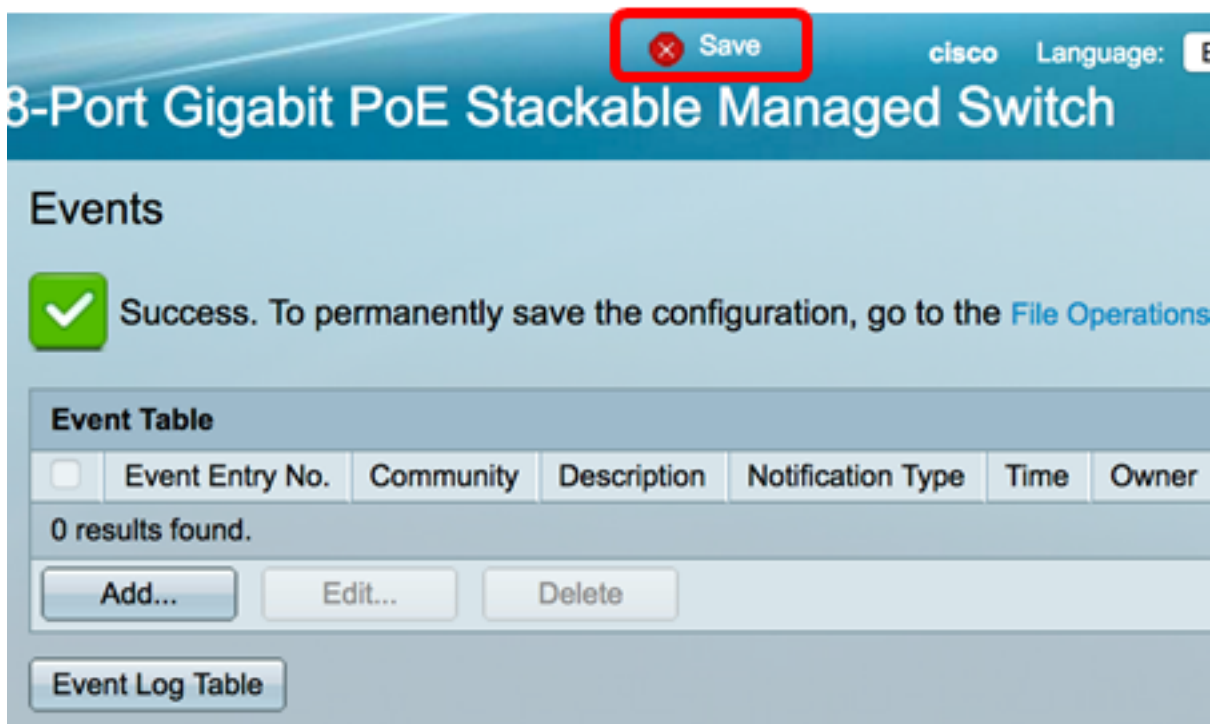 Save
cisco Language:
8-Port Gigabit PoE Stackable Managed Switch
Events
Success. To permanently save the configuration, go to the File Operations
Event Table
Event Entry No. Community Description Notification Type Time Owner
0 results found.
Add... Edit... Delete
Event Log Table